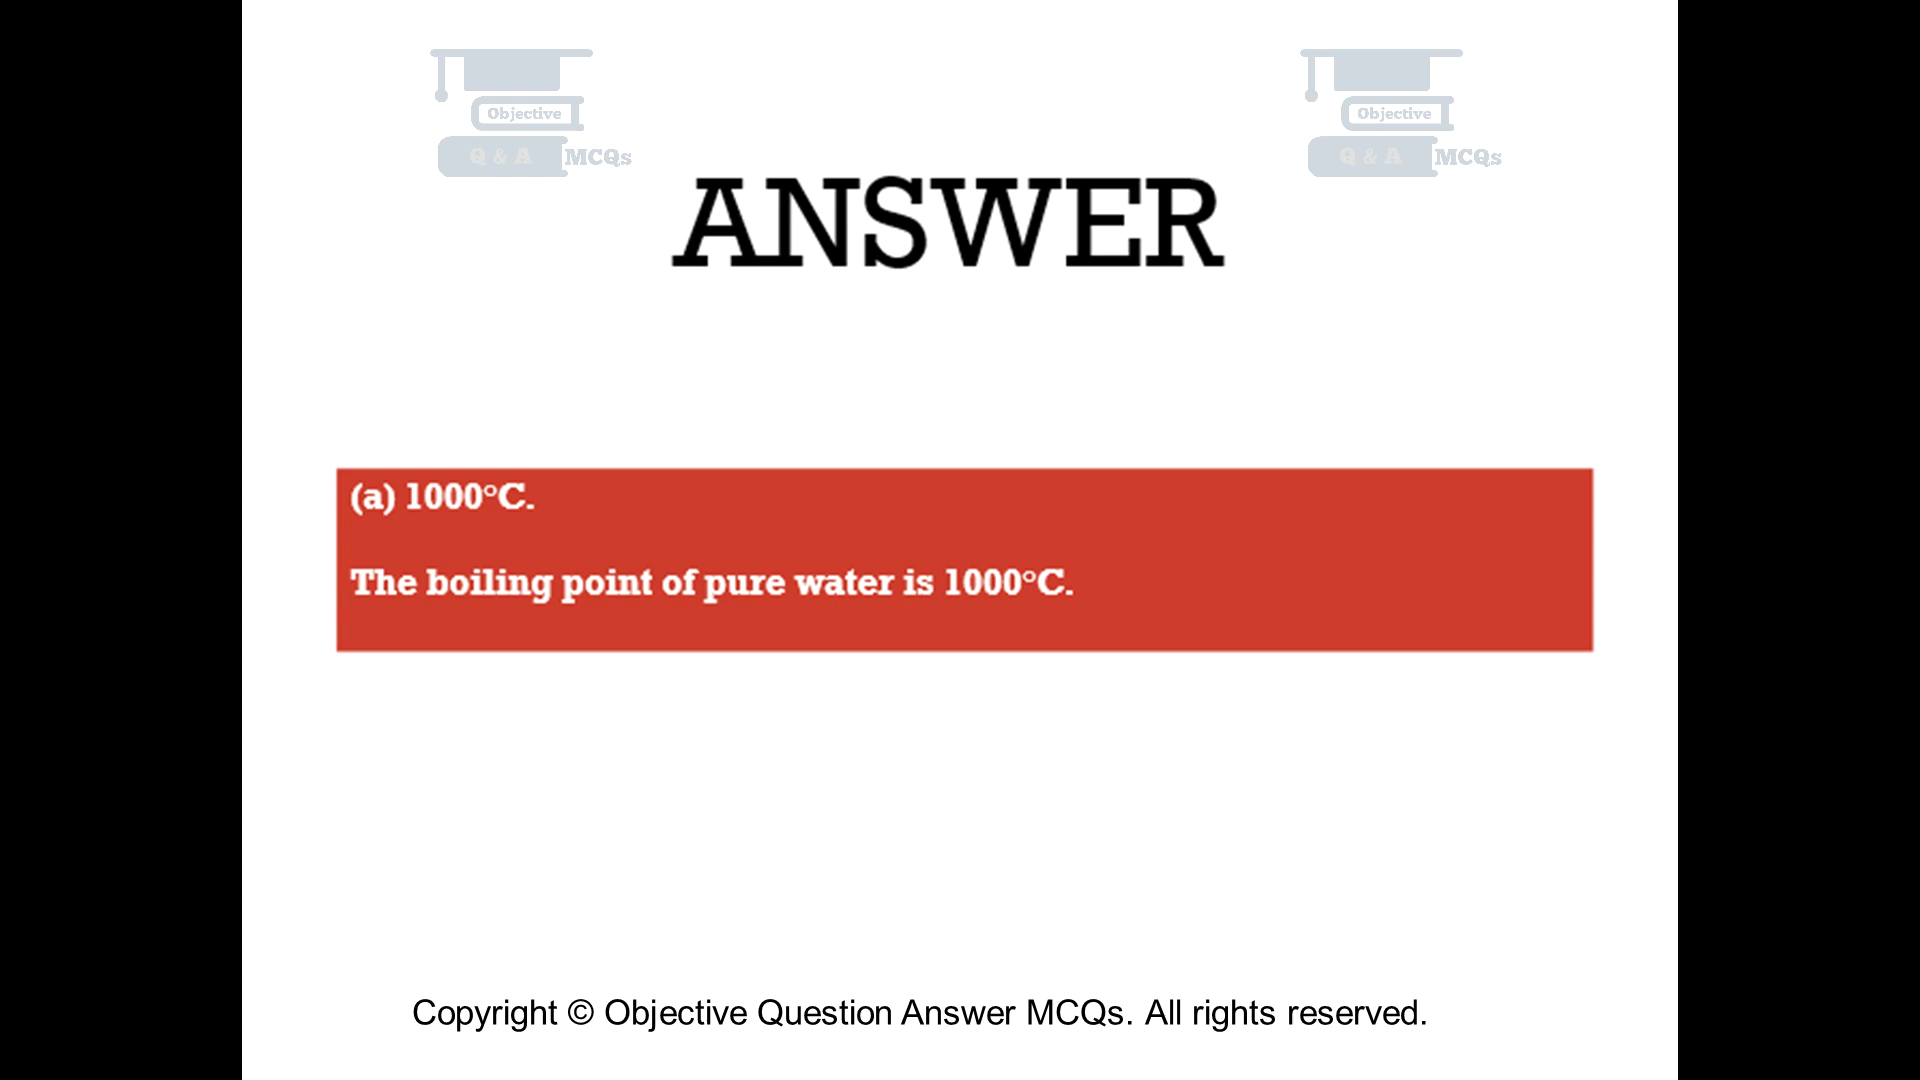 Objective
Q & A MCQs
Objective
Q & A MCQs
ANSWER
(a) 1000°C.
The boiling point of pure water is 1000°C.
Copyright © Objective Question Answer MCQs. All rights reserved.